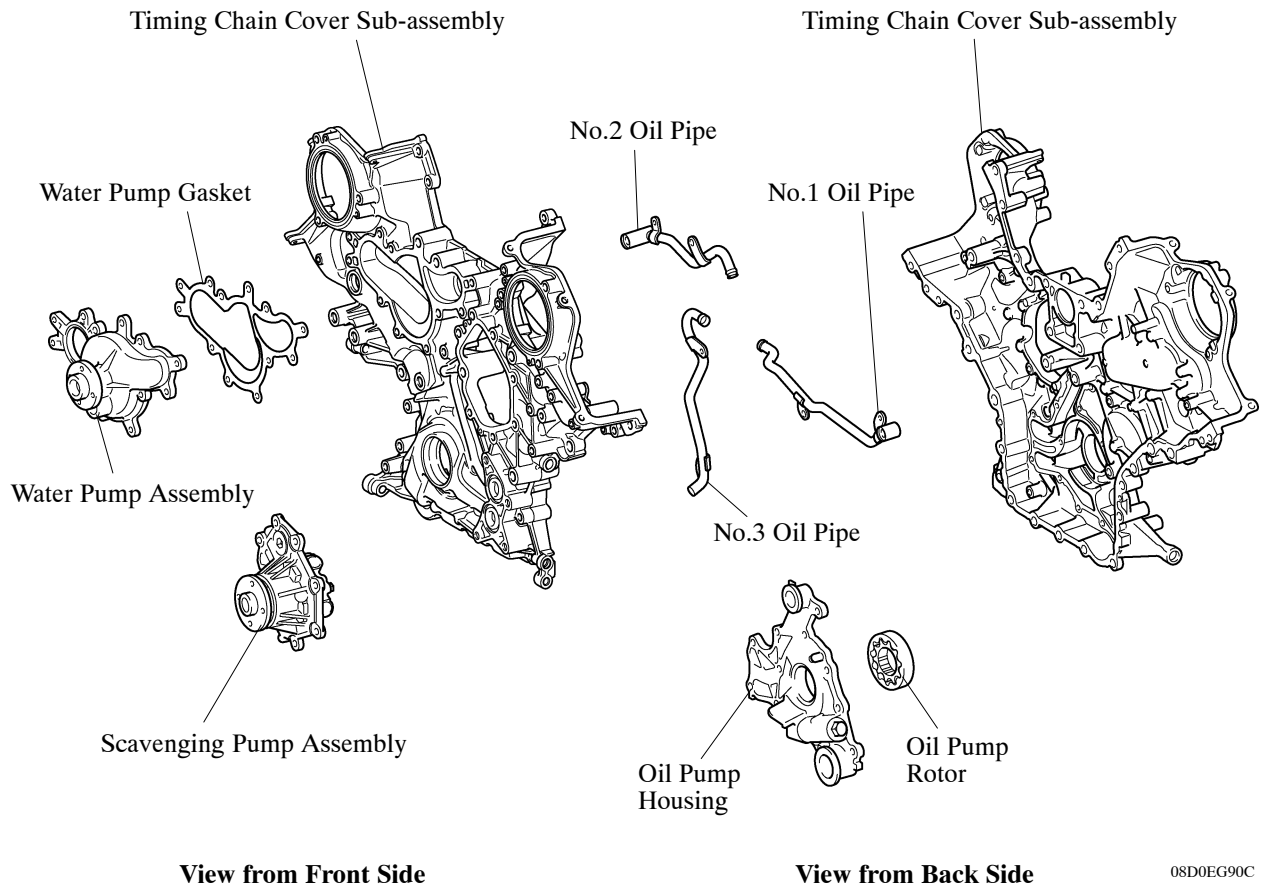 Timing Chain Cover Sub-assembly
Timing Chain Cover Sub-assembly
No.2 Oil Pipe
Water Pump Gasket
No.1 Oil Pipe
Water Pump Assembly
No.3 Oil Pipe
Scavenging Pump Assembly
Oil Pump
Housing
Oil Pump
Rotor
View from Front Side
View from Back Side
08D0EG90C